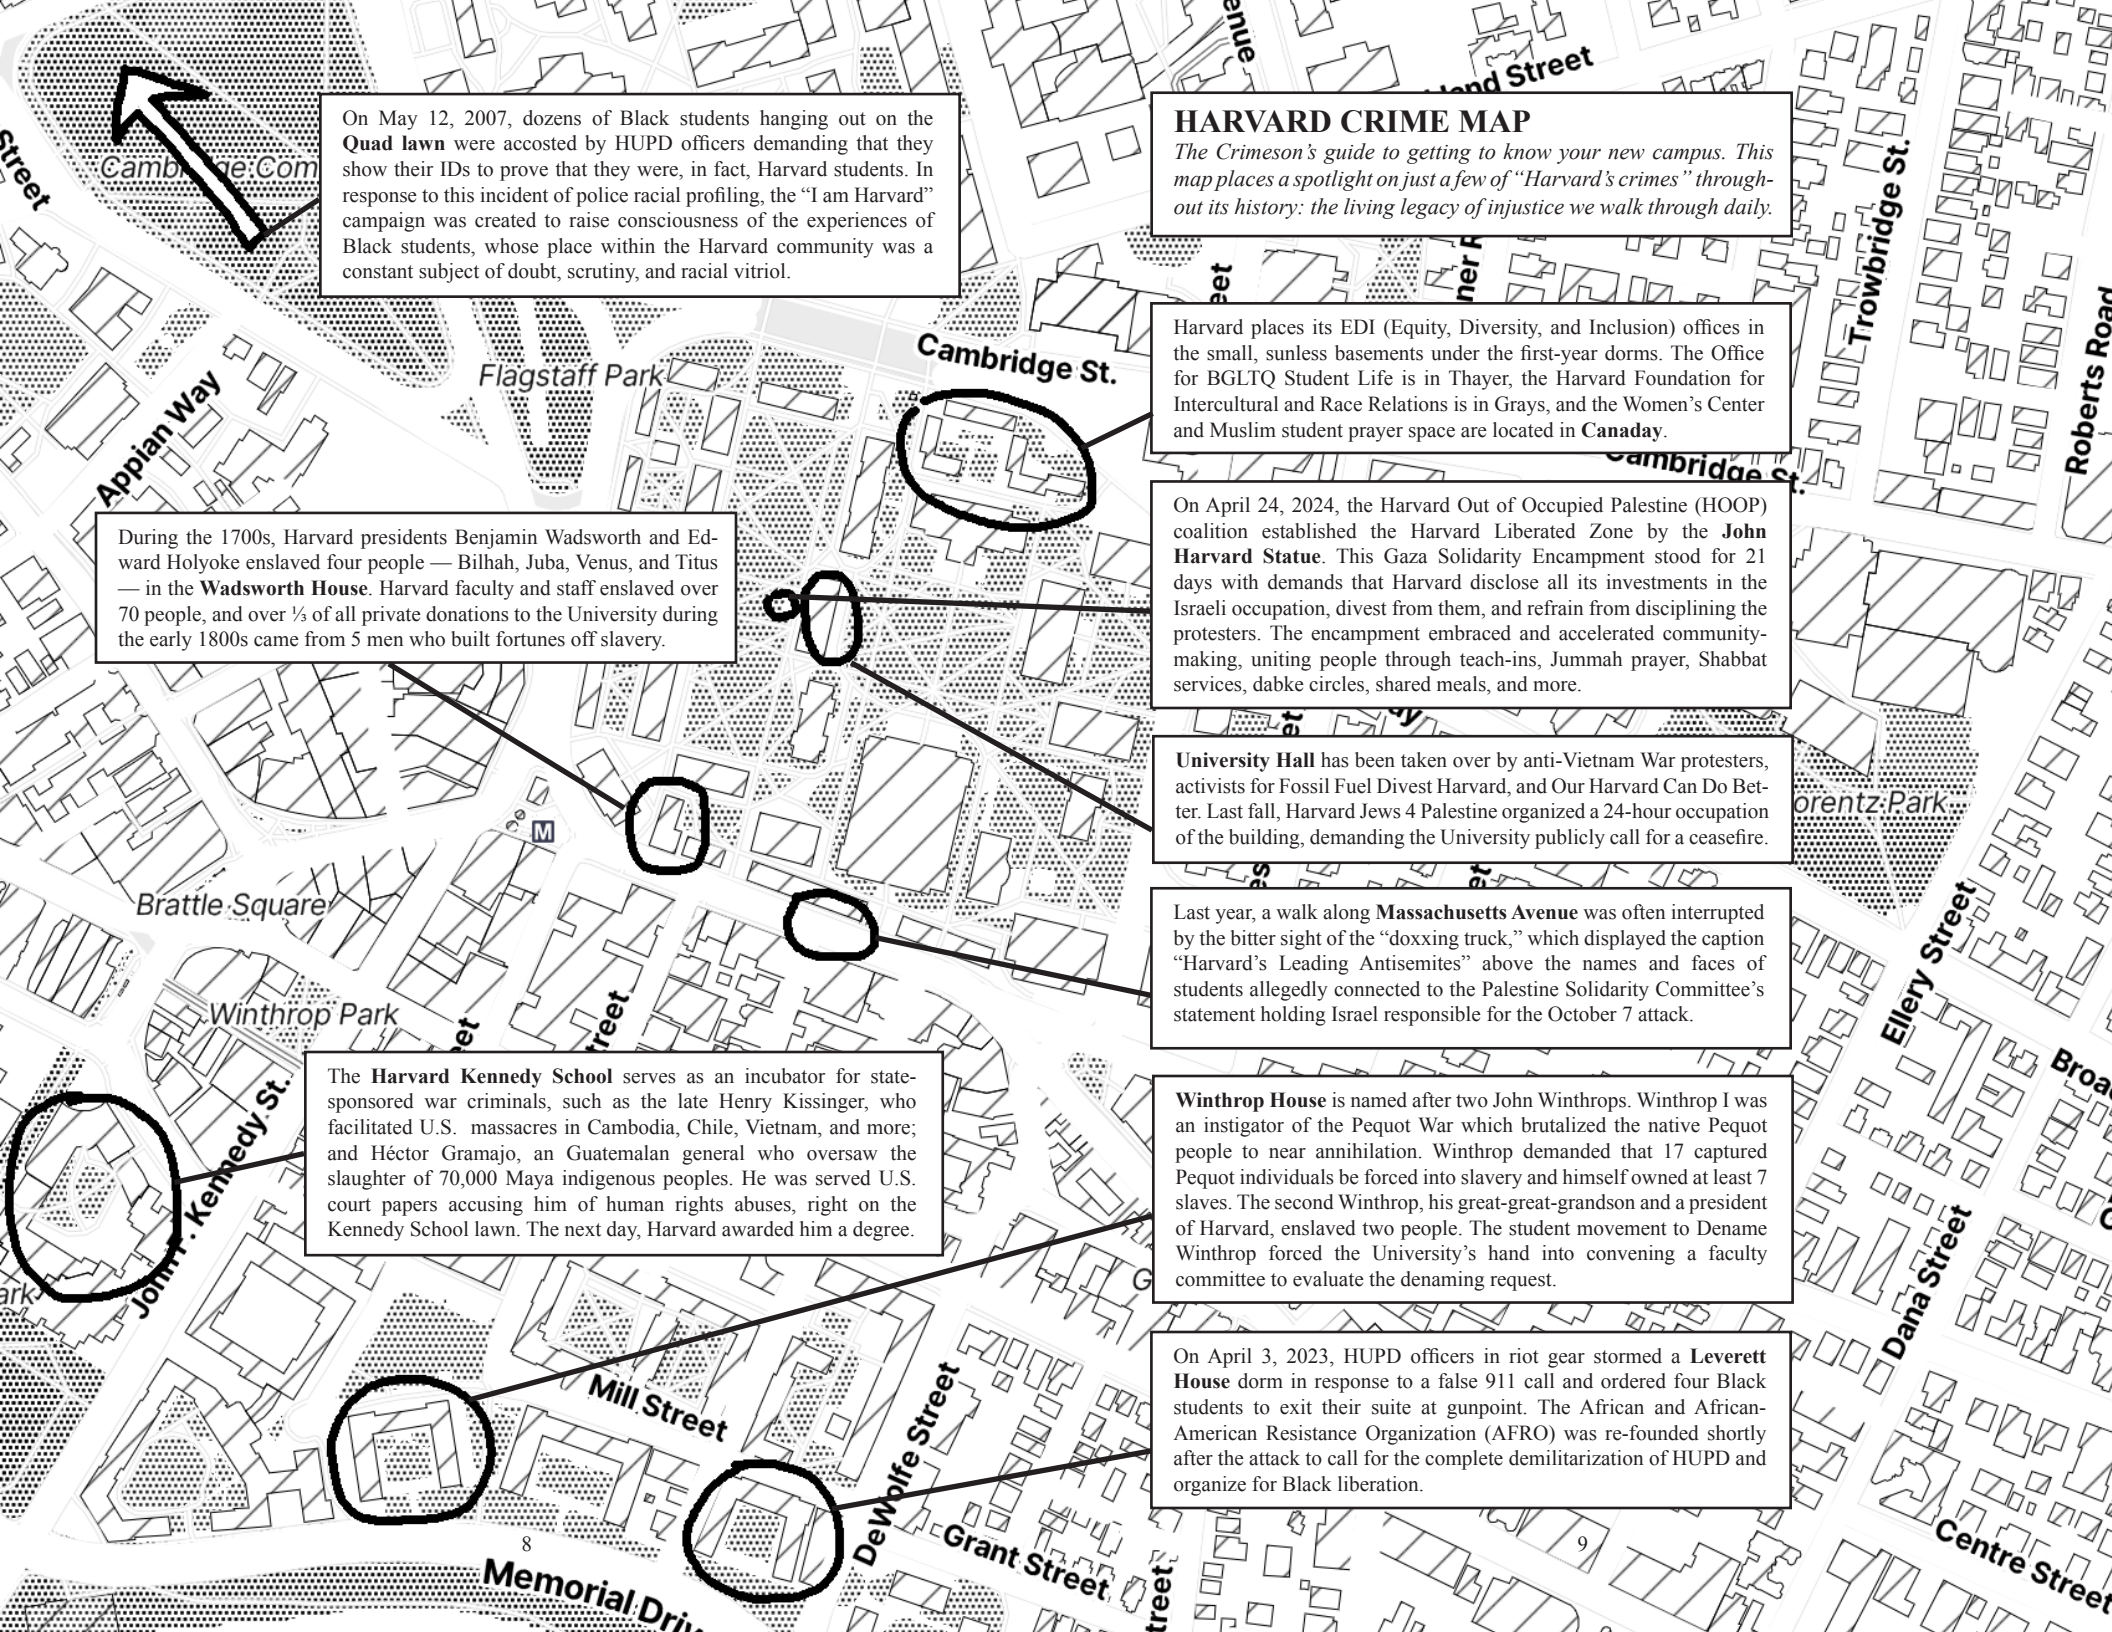 On May 12, 2007, dozens of Black students hanging out on the
Quad lawn were accosted by HUPD officers demanding that they
show their IDs to prove that they were, in fact, Harvard students. In
response to this incident of police racial profiling, the “I am Harvard”
campaign was created to raise consciousness of the experiences of
Black students, whose place within the Harvard community was a
constant subject of doubt, scrutiny, and racial vitriol.
HARVARD CRIME MAP
The Crimeson’s guide to getting to know your new campus. This
map places a spotlight on just a few of “Harvard’s crimes” through-
out its history: the living legacy of injustice we walk through daily.
Harvard places its EDI (Equity, Diversity, and Inclusion) offices in
the small, sunless basements under the first-year dorms. The Office
for BGLTQ Student Life is in Thayer, the Harvard Foundation for
Intercultural and Race Relations is in Grays, and the Women’s Center
and Muslim student prayer space are located in Canaday.
On April 24, 2024, the Harvard Out of Occupied Palestine (HOOP)
coalition established the Harvard Liberated Zone by the John
Harvard Statue. This Gaza Solidarity Encampment stood for 21
days with demands that Harvard disclose all its investments in the
Israeli occupation, divest from them, and refrain from disciplining the
protesters. The encampment embraced and accelerated community-
making, uniting people through teach-ins, Jummah prayer, Shabbat
services, dabke circles, shared meals, and more.
During the 1700s, Harvard presidents Benjamin Wadsworth and Ed-
ward Holyoke enslaved four people — Bilhah, Juba, Venus, and Titus
— in the Wadsworth House. Harvard faculty and staff enslaved over
70 people, and over ⅓ of all private donations to the University during
the early 1800s came from 5 men who built fortunes off slavery.
University Hall has been taken over by anti-Vietnam War protesters,
activists for Fossil Fuel Divest Harvard, and Our Harvard Can Do Bet-
ter. Last fall, Harvard Jews 4 Palestine organized a 24-hour occupation
of the building, demanding the University publicly call for a ceasefire.
Last year, a walk along Massachusetts Avenue was often interrupted
by the bitter sight of the “doxxing truck,” which displayed the caption
“Harvard’s Leading Antisemites” above the names and faces of
students allegedly connected to the Palestine Solidarity Committee’s
statement holding Israel responsible for the October 7 attack.
The Harvard Kennedy School serves as an incubator for state-
sponsored war criminals, such as the late Henry Kissinger, who
facilitated U.S. massacres in Cambodia, Chile, Vietnam, and more;
and Héctor Gramajo, an Guatemalan general who oversaw the
slaughter of 70,000 Maya indigenous peoples. He was served U.S.
court papers accusing him of human rights abuses, right on the
Kennedy School lawn. The next day, Harvard awarded him a degree.
Winthrop House is named after two John Winthrops. Winthrop I was
an instigator of the Pequot War which brutalized the native Pequot
people to near annihilation. Winthrop demanded that 17 captured
Pequot individuals be forced into slavery and himself owned at least 7
slaves. The second Winthrop, his great-great-grandson and a president
of Harvard, enslaved two people. The student movement to Dename
Winthrop forced the University’s hand into convening a faculty
committee to evaluate the denaming request.
On April 3, 2023, HUPD officers in riot gear stormed a Leverett
House dorm in response to a false 911 call and ordered four Black
students to exit their suite at gunpoint. The African and African-
American Resistance Organization (AFRO) was re-founded shortly
after the attack to call for the complete demilitarization of HUPD and
organize for Black liberation.
Street
Flagstaff Park
Cambridge St.
Appian Way
Trowbridge St.
Roberts Road
Cambridge St.
M
Brattle Square
Winthrop Park
Ellery Street
John F. Kennedy St.
Dana Street
Mill Street
DeWolfe Street
Grant Street
Centre Street
Memorial Driv
8
9